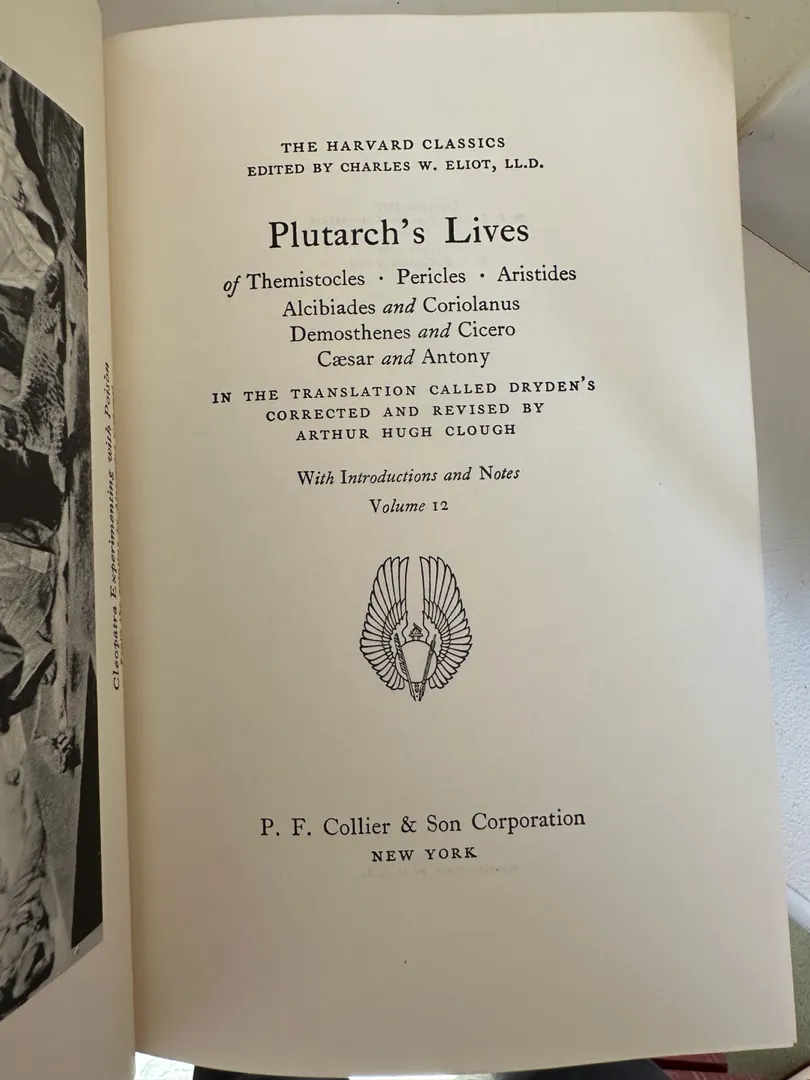 Cleopatra Experimenting with Poison
THE HARVARD CLASSICS
EDITED BY CHARLES W. ELIOT, LL.D.
Plutarch's Lives
of Themistocles · Pericles · Aristides
Alcibiades and Coriolanus
Demosthenes and Cicero
Cæsar and Antony
IN THE TRANSLATION CALLED DRYDEN'S
CORRECTED AND REVISED BY
ARTHUR HUGH CLOUGH
With Introductions and Notes
Volume 12
P. F. Collier & Son Corporation
NEW YORK